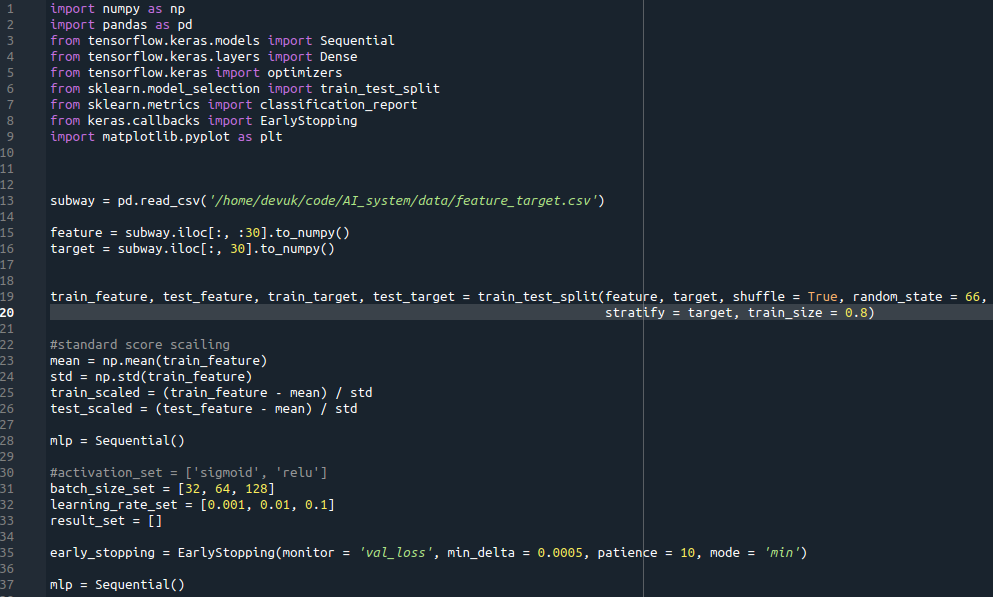 1 import numpy as np
2 import pandas as pd
3 from tensorflow.keras.models import Sequential
4 from tensorflow.keras.layers import Dense
5 from tensorflow.keras import optimizers
6 from sklearn.model_selection import train_test_split
7 from sklearn.metrics import classification_report
8 from keras.callbacks import EarlyStopping
9 import matplotlib.pyplot as plt
10
11
12
13 subway = pd.read_csv('/home/devuk/code/AI_system/data/feature_target.csv')
14
15 feature = subway.iloc[:, :30].to_numpy()
16 target = subway.iloc[:, 30].to_numpy()
17
18
19 train_feature, test_feature, train_target, test_target = train_test_split(feature, target, shuffle = True, random_state = 66,
20 stratify = target, train_size = 0.8)
21
22 #standard score scailing
23 mean = np.mean(train_feature)
24 std = np.std(train_feature)
25 train_scaled = (train_feature - mean) / std
26 test_scaled = (test_feature - mean) / std
27
28 mlp = Sequential()
29
30 #activation_set = ['sigmoid', 'relu']
31 batch_size_set = [32, 64, 128]
32 learning_rate_set = [0.001, 0.01, 0.1]
33 result_set = []
34
35 early_stopping = EarlyStopping(monitor = 'val_loss', min_delta = 0.0005, patience = 10, mode = 'min')
36
37 mlp = Sequential()